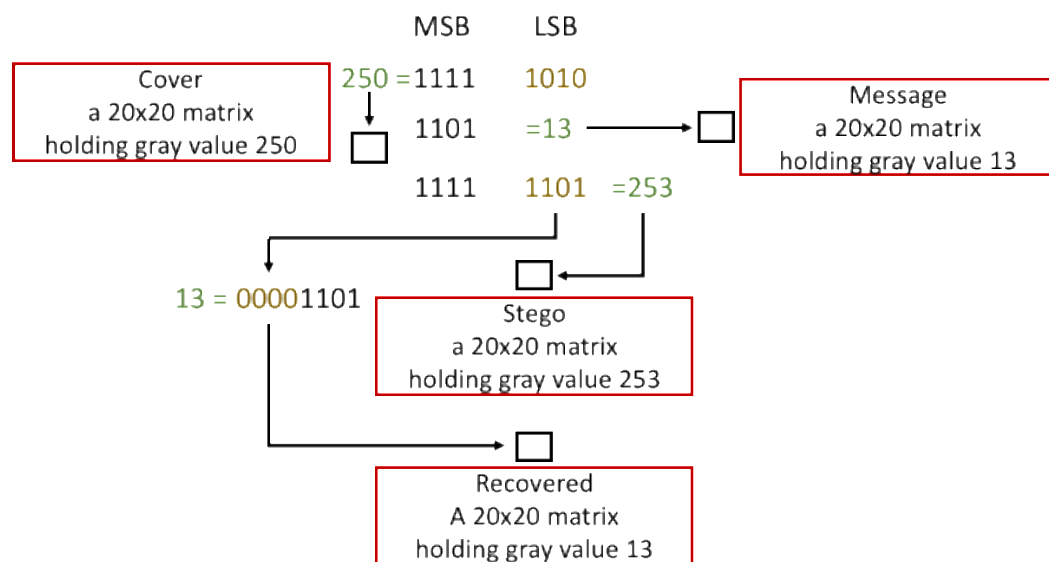 MSB LSB
Cover
a 20x20 matrix
holding gray value 250
250 =1111 1010
1101 =13
Message
a 20x20 matrix
holding gray value 13
1111 1101 =253
13 = 00001101
Stego
a 20x20 matrix
holding gray value 253
Recovered
A 20x20 matrix
holding gray value 13